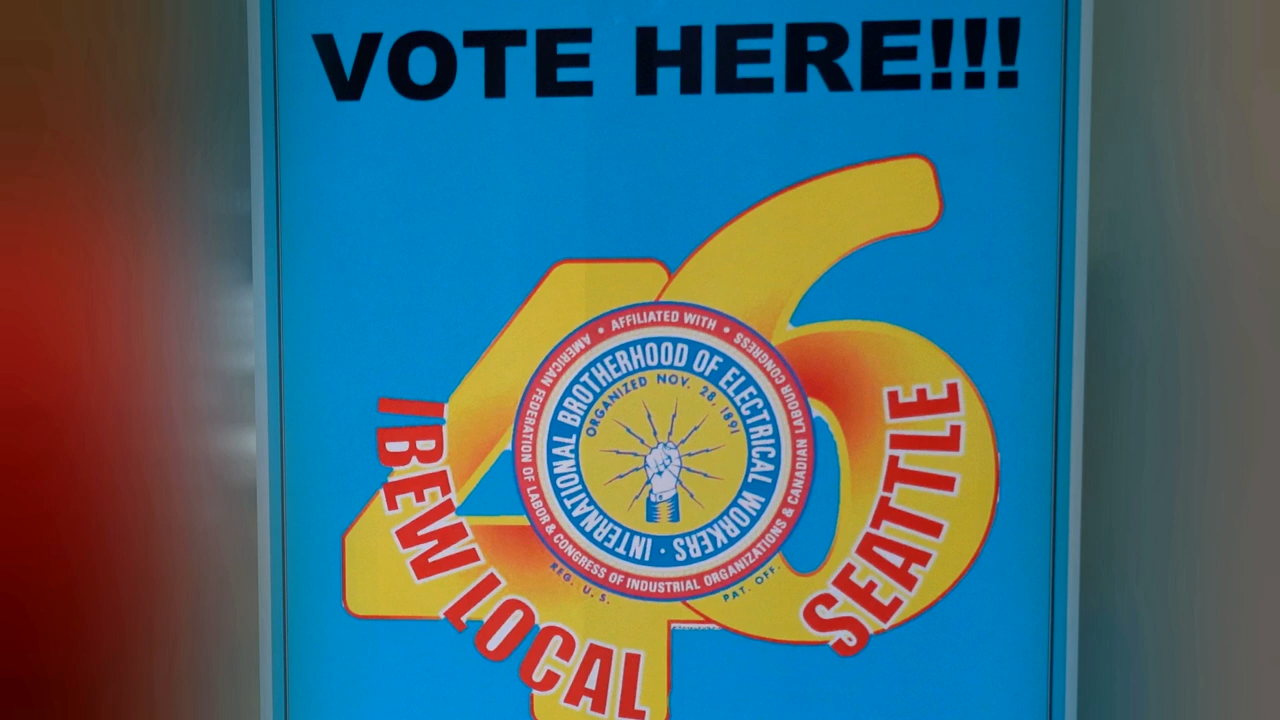 VOTE HERE!!!
46
IBEW LOCAL
SEATTLE
AFFILIATED WITH • CONGRESS
AMERICAN FEDERATION OF LABOR & CONGRESS OF INDUSTRIAL ORGANIZATIONS & CANADIAN LABOUR CONGRESS
INTERNATIONAL BROTHERHOOD OF ELECTRICAL WORKERS ·
ORGANIZED NOV. 28, 1891
REG. U.S.
PAT. OFF.